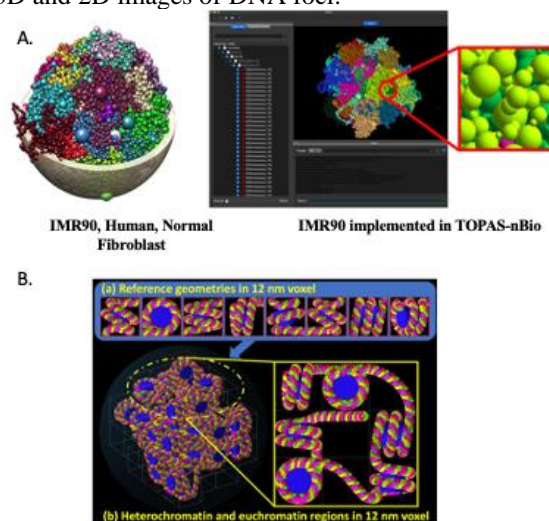 3D and 2D images of DNA foci.
A.
IMR90, Human, Normal
Fibroblast
IMR90 implemented in TOPAS-nBio
B.
(a) Reference geometries in 12 nm voxel
(b) Heterochromatin and euchromatin regions in 12 nm voxel